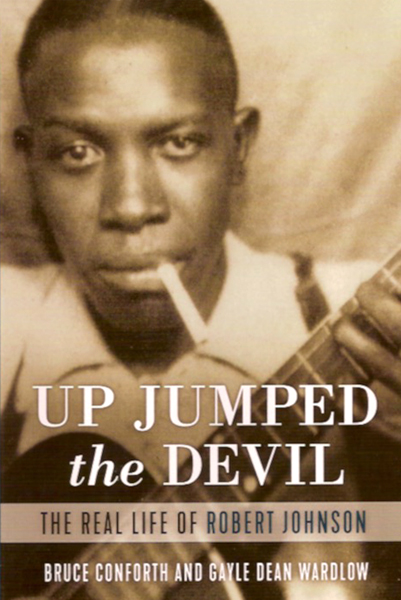 UP JUMPED
the DEVIL
THE REAL LIFE OF ROBERT JOHNSON
BRUCE CONFORTH AND GAYLE DEAN WARDLOW